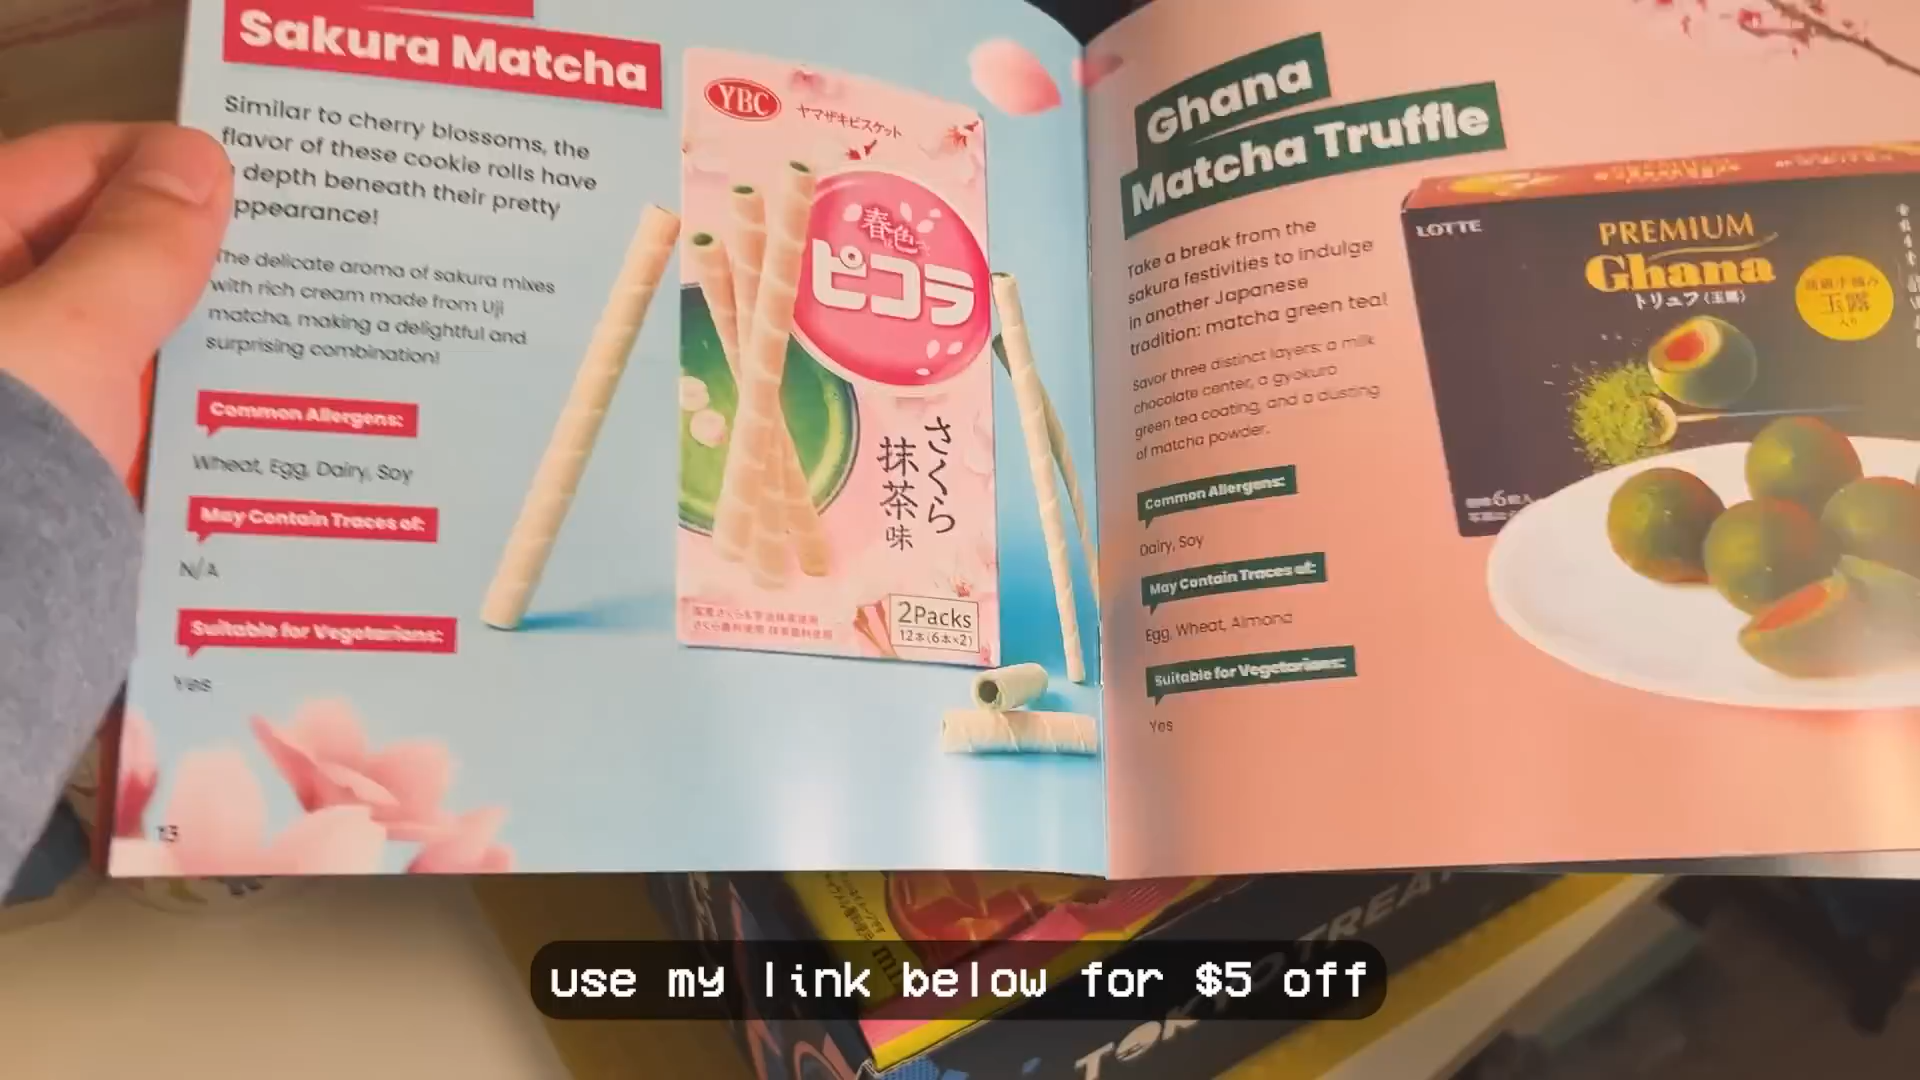 Sakura Matcha
Similar to cherry blossoms, the
flavor of these cookie rolls have
depth beneath their pretty
ppearance!
The delicate aroma of sakura mixes
with rich cream made from Uji
matcha, making a delightful and
surprising combination!
Common Allergens:
Wheat, Egg, Dairy, Soy
May Contain Traces of:
N/A
Suitable for Vegetarians:
Yes
13
YBC
ヤマザキビスケット
春色
ピコラ
さくら
抹茶味
2Packs
12本(6本×2)
Ghana
Matcha Truffle
Take a break from the
sakura festivities to indulge
in another Japanese
tradition: matcha green tea!
Savor three distinct layers: a milk
chocolate center, a gyokuro
green tea coating, and a dusting
of matcha powder.
Common Allergens:
Dairy, Soy
May Contain Traces of:
Egg, Wheat, Almond
Suitable for Vegetarians:
Yes
LOTTE
PREMIUM
Ghana
トリュフ〈玉露〉
玉露
入り
use my link below for $5 off
TOKYOTREAT